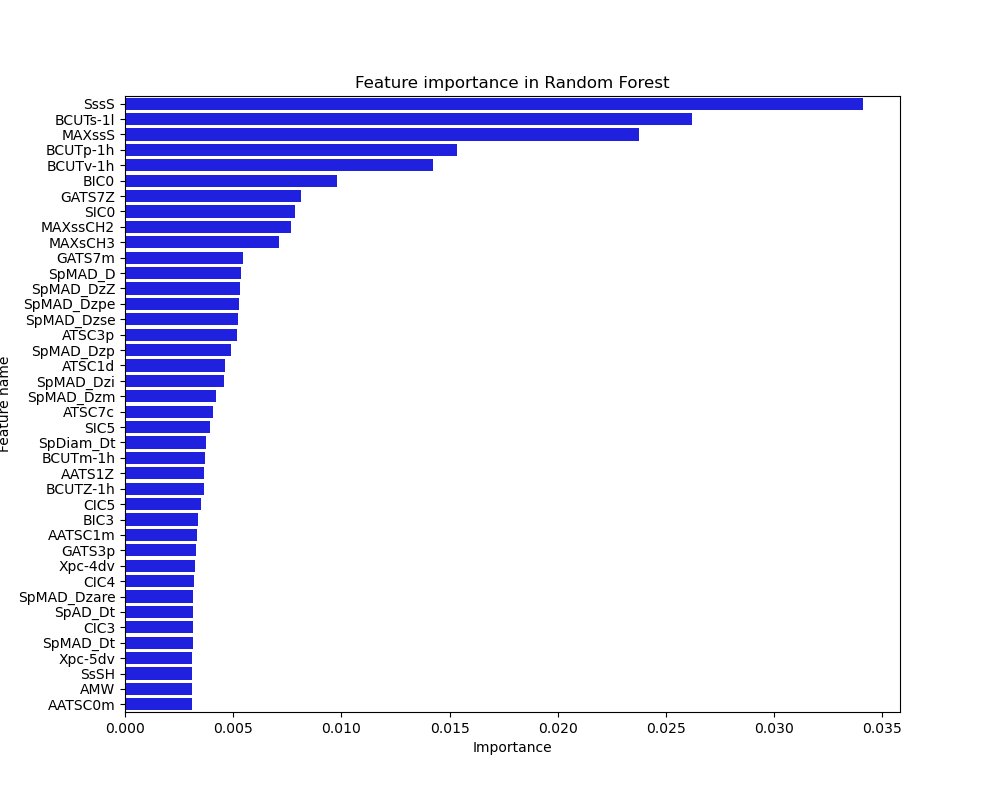 Feature importance in Random Forest
SssS
BCUTs-1l
MAXssS
BCUTp-1h
BCUTv-1h
BIC0
GATS7Z
SIC0
MAXssCH2
MAXsCH3
GATS7m
SpMAD_D
SpMAD_DzZ
SpMAD_Dzpe
SpMAD_Dzse
ATSC3p
SpMAD_Dzp
ATSC1d
SpMAD_Dzi
SpMAD_Dzm
ATSC7c
SIC5
SpDiam_Dt
BCUTm-1h
AATS1Z
BCUTZ-1h
CIC5
BIC3
AATSC1m
GATS3p
Xpc-4dv
CIC4
SpMAD_Dzare
SpAD_Dt
CIC3
SpMAD_Dt
Xpc-5dv
SsSH
AMW
AATSC0m
Feature name
0.000 0.005 0.010 0.015 0.020 0.025 0.030 0.035
Importance